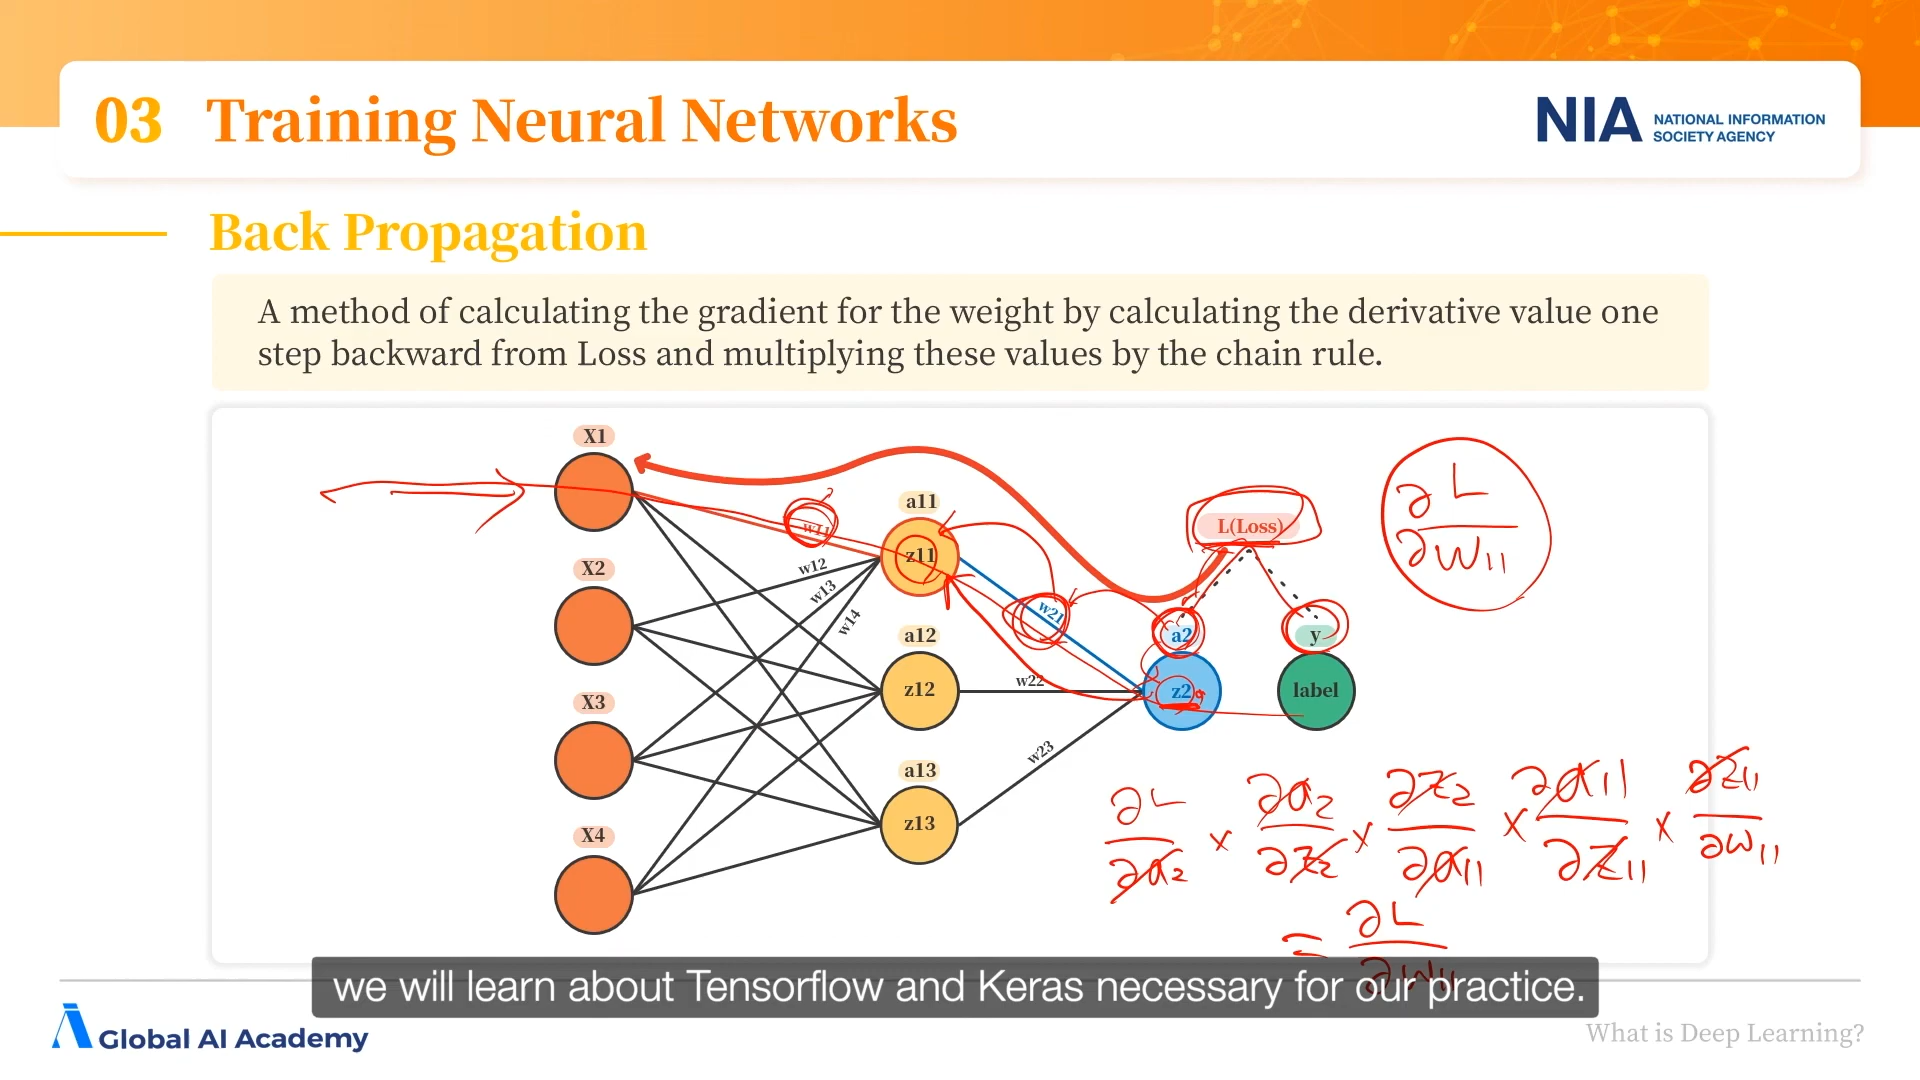 03 Training Neural Networks
NIA NATIONAL INFORMATION
SOCIETY AGENCY
Back Propagation
A method of calculating the gradient for the weight by calculating the derivative value one
step backward from Loss and multiplying these values by the chain rule.
X1
X2
X3
X4
w11
w12
w13
w14
a11
z11
a12
z12
a13
z13
w21
w22
w23
L(Loss)
a2
z2
y
label
∂L
∂W11
∂L/∂a2 × ∂a2/∂z2 × ∂z2/∂a11 × ∂a11/∂z11 × ∂z11/∂w11
= ∂L/∂w11
we will learn about Tensorflow and Keras necessary for our practice.
Global AI Academy
What is Deep Learning?